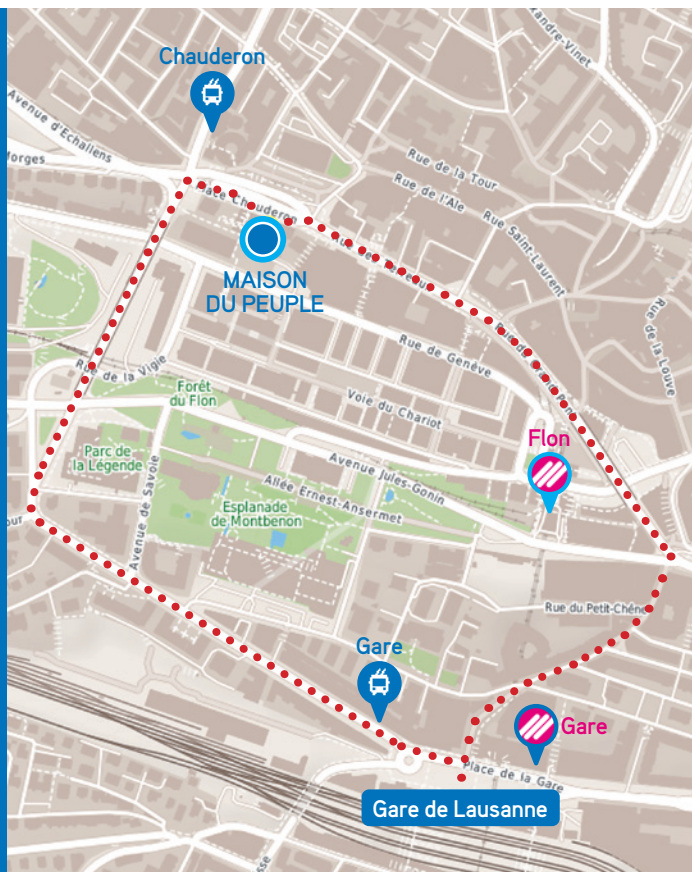 Chauderon
Avenue d'Echallens
Morges
Place Chauderon
MAISON
DU PEUPLE
Rue de la Tour
Rue de l'Ale
Rue Saint-Laurent
Rue de la Louve
Rue de Genève
Rue de la Vigie
Forêt
du Flon
Voie du Chariot
Flon
Avenue Jules-Gonin
Parc de
la Légende
Allée Ernest-Ansermet
Avenue de Savoie
Esplanade
de Montbenon
Rue du Petit-Chêne
Gare
Gare
Place de la Gare
Gare de Lausanne